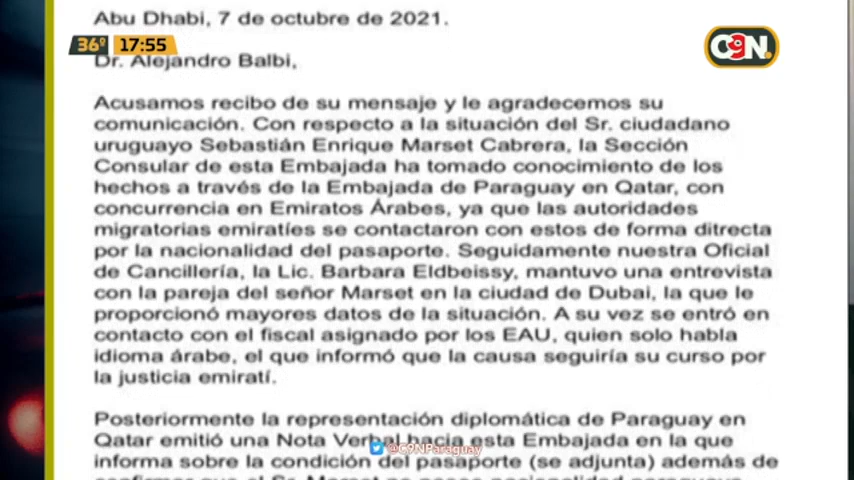 Abu Dhabi, 7 de octubre de 2021.
36º 17:55
C9N.
Dr. Alejandro Balbi,
Acusamos recibo de su mensaje y le agradecemos su
comunicación. Con respecto a la situación del Sr. ciudadano
uruguayo Sebastián Enrique Marset Cabrera, la Sección
Consular de esta Embajada ha tomado conocimiento de los
hechos a través de la Embajada de Paraguay en Qatar, con
concurrencia en Emiratos Árabes, ya que las autoridades
migratorias emiratíes se contactaron con estos de forma ditrecta
por la nacionalidad del pasaporte. Seguidamente nuestra Oficial
de Cancillería, la Lic. Barbara Eldbeissy, mantuvo una entrevista
con la pareja del señor Marset en la ciudad de Dubai, la que le
proporcionó mayores datos de la situación. A su vez se entró en
contacto con el fiscal asignado por los EAU, quien solo habla
idioma árabe, el que informó que la causa seguiría su curso por
la justicia emiratí.
Posteriormente la representación diplomática de Paraguay en
Qatar emitió una Nota Verbal hacia esta Embajada en la que
@C9NParaguay
informa sobre la condición del pasaporte (se adjunta) además de